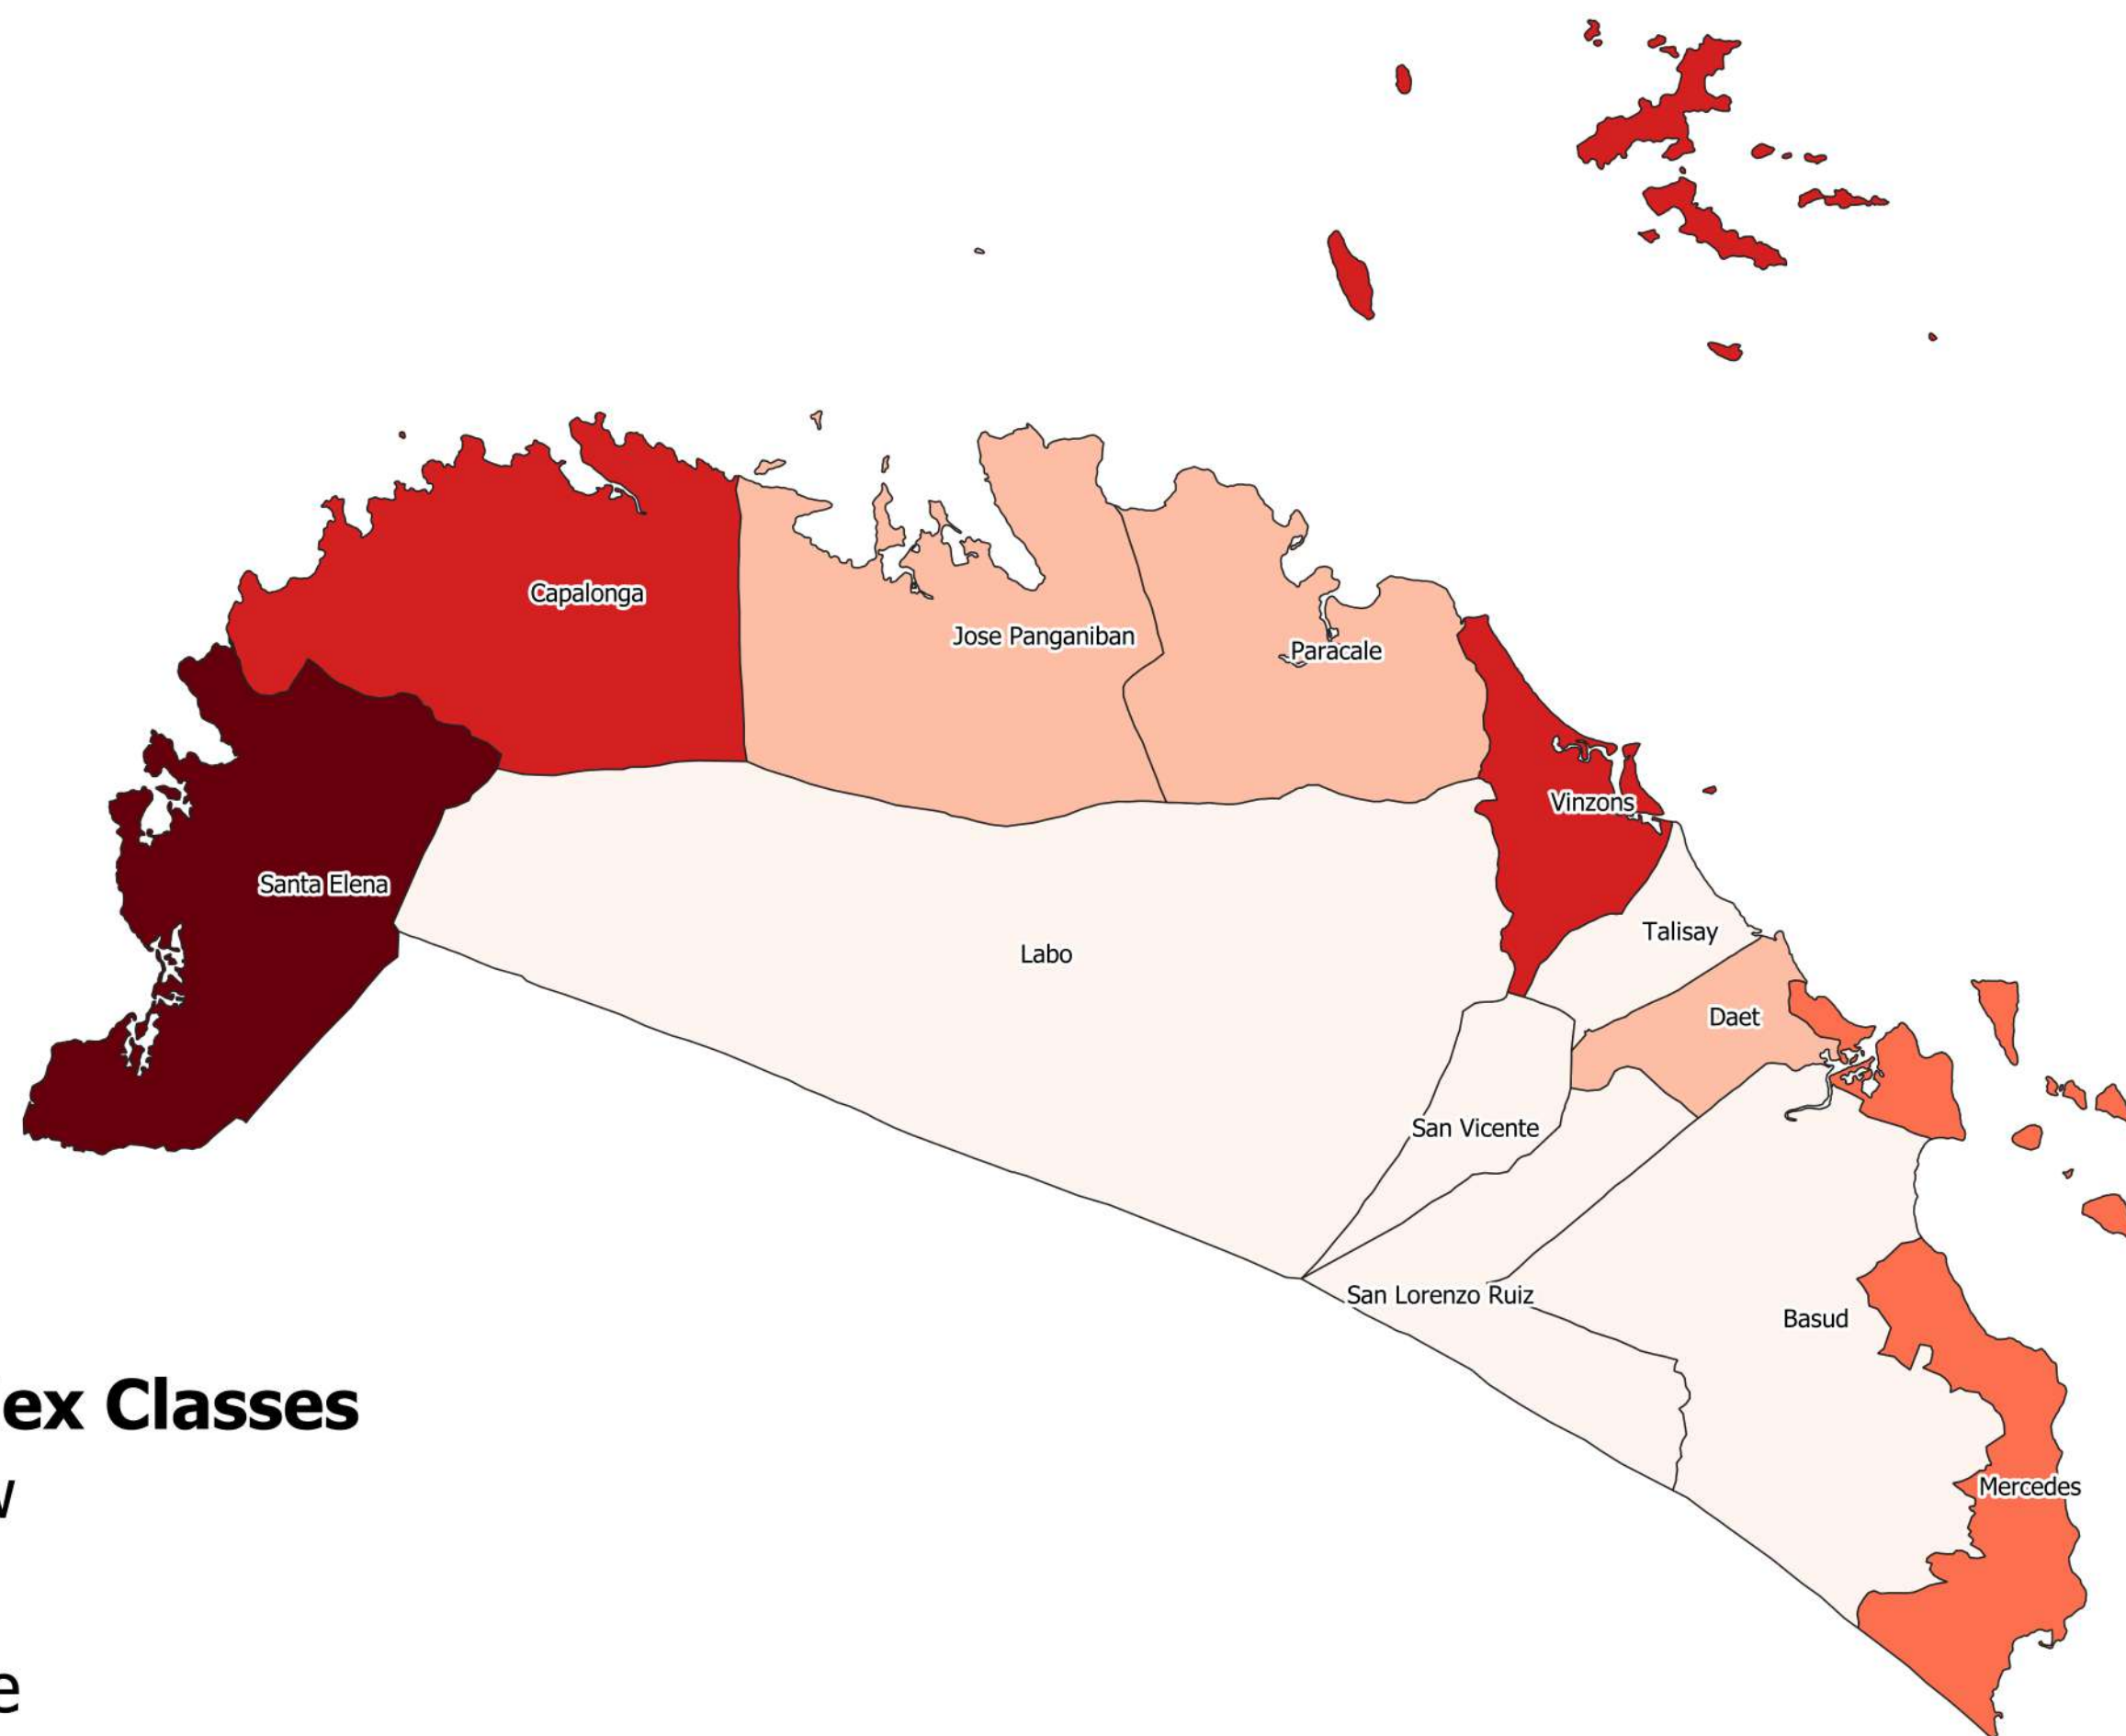 Capalonga
Jose Panganiban
Paracale
Vinzons
Santa Elena
Talisay
Labo
Daet
San Vicente
San Lorenzo Ruiz
Basud
ex Classes
Mercedes